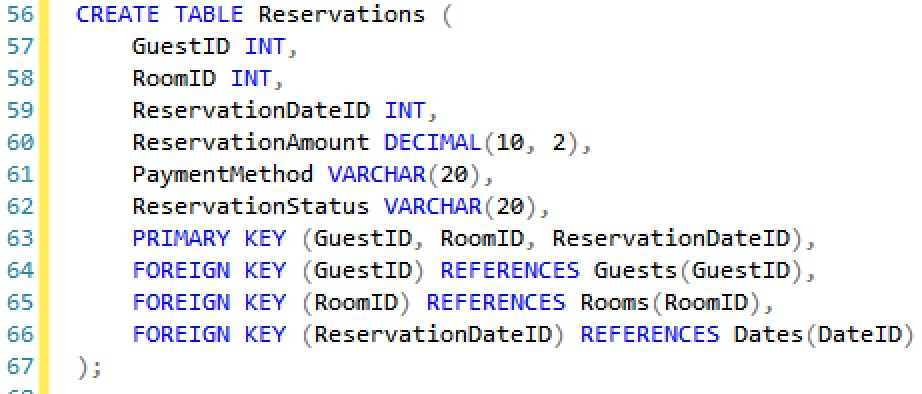 56 CREATE TABLE Reservations (
57 GuestID INT,
58 RoomID INT,
59 ReservationDateID INT,
60 ReservationAmount DECIMAL(10, 2),
61 PaymentMethod VARCHAR(20),
62 ReservationStatus VARCHAR(20),
63 PRIMARY KEY (GuestID, RoomID, ReservationDateID),
64 FOREIGN KEY (GuestID) REFERENCES Guests(GuestID),
65 FOREIGN KEY (RoomID) REFERENCES Rooms(RoomID),
66 FOREIGN KEY (ReservationDateID) REFERENCES Dates(DateID)
67 );